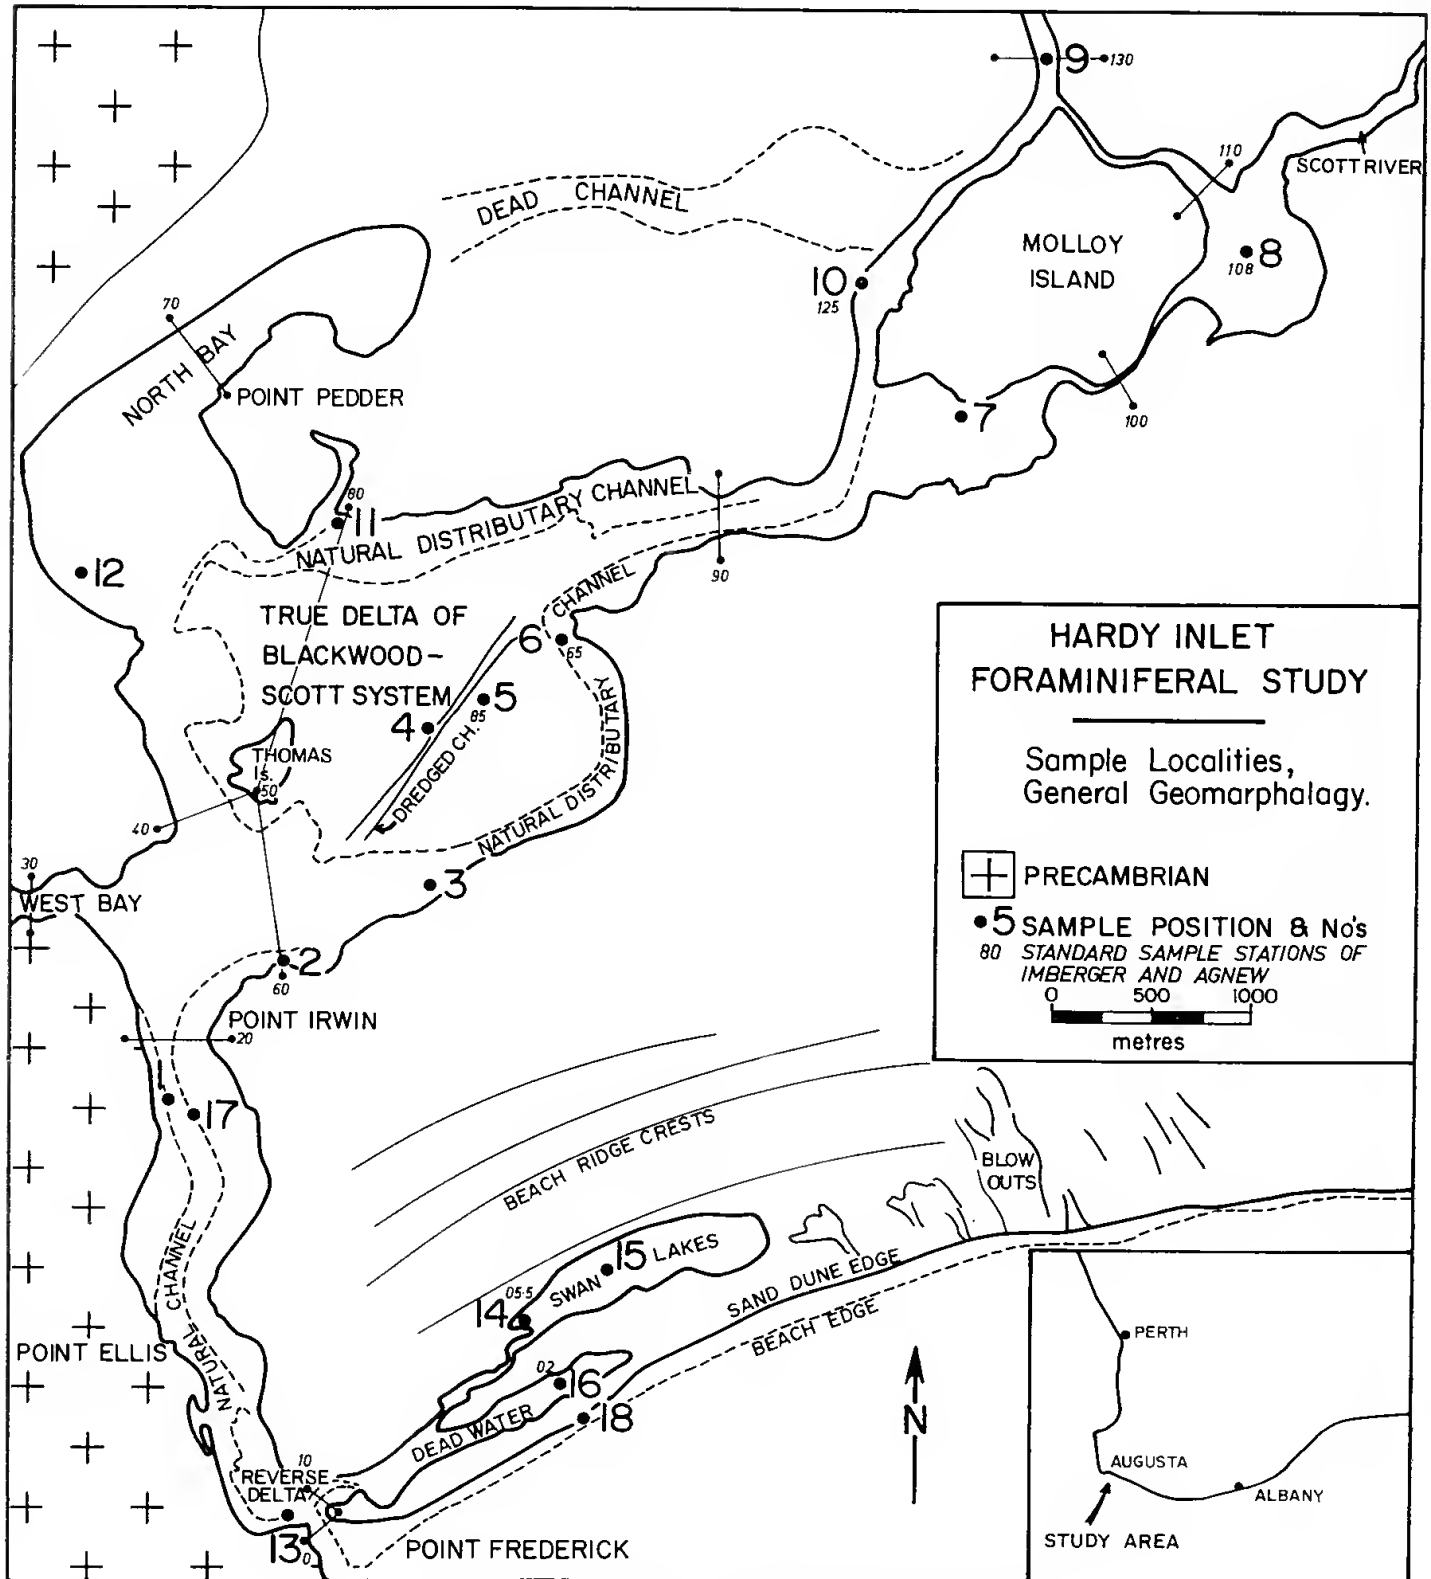 9
130
110
SCOTT RIVER
DEAD CHANNEL
MOLLOY
ISLAND
8
108
10
125
70
NORTH BAY
POINT PEDDER
7
100
80
11
NATURAL DISTRIBUTARY CHANNEL
90
12
CHANNEL
TRUE DELTA OF
BLACKWOOD-
SCOTT SYSTEM
6
65
5
85
4
DREDGED CH.
NATURAL DISTRIBUTARY
THOMAS
Is.
50
40
30
WEST BAY
3
2
60
POINT IRWIN
20
HARDY INLET
FORAMINIFERAL STUDY
Sample Localities,
General Geomarphalagy.
PRECAMBRIAN
5 SAMPLE POSITION & No's
80 STANDARD SAMPLE STATIONS OF
IMBERGER AND AGNEW
0 500 1000
metres
1
17
BEACH RIDGE CRESTS
BLOW
OUTS
NATURAL CHANNEL
15
SWAN LAKES
05·5
14
SAND DUNE EDGE
BEACH EDGE
POINT ELLIS
02
16
18
DEAD WATER
N
10
REVERSE
DELTA
13
0
POINT FREDERICK
PERTH
AUGUSTA
ALBANY
STUDY AREA